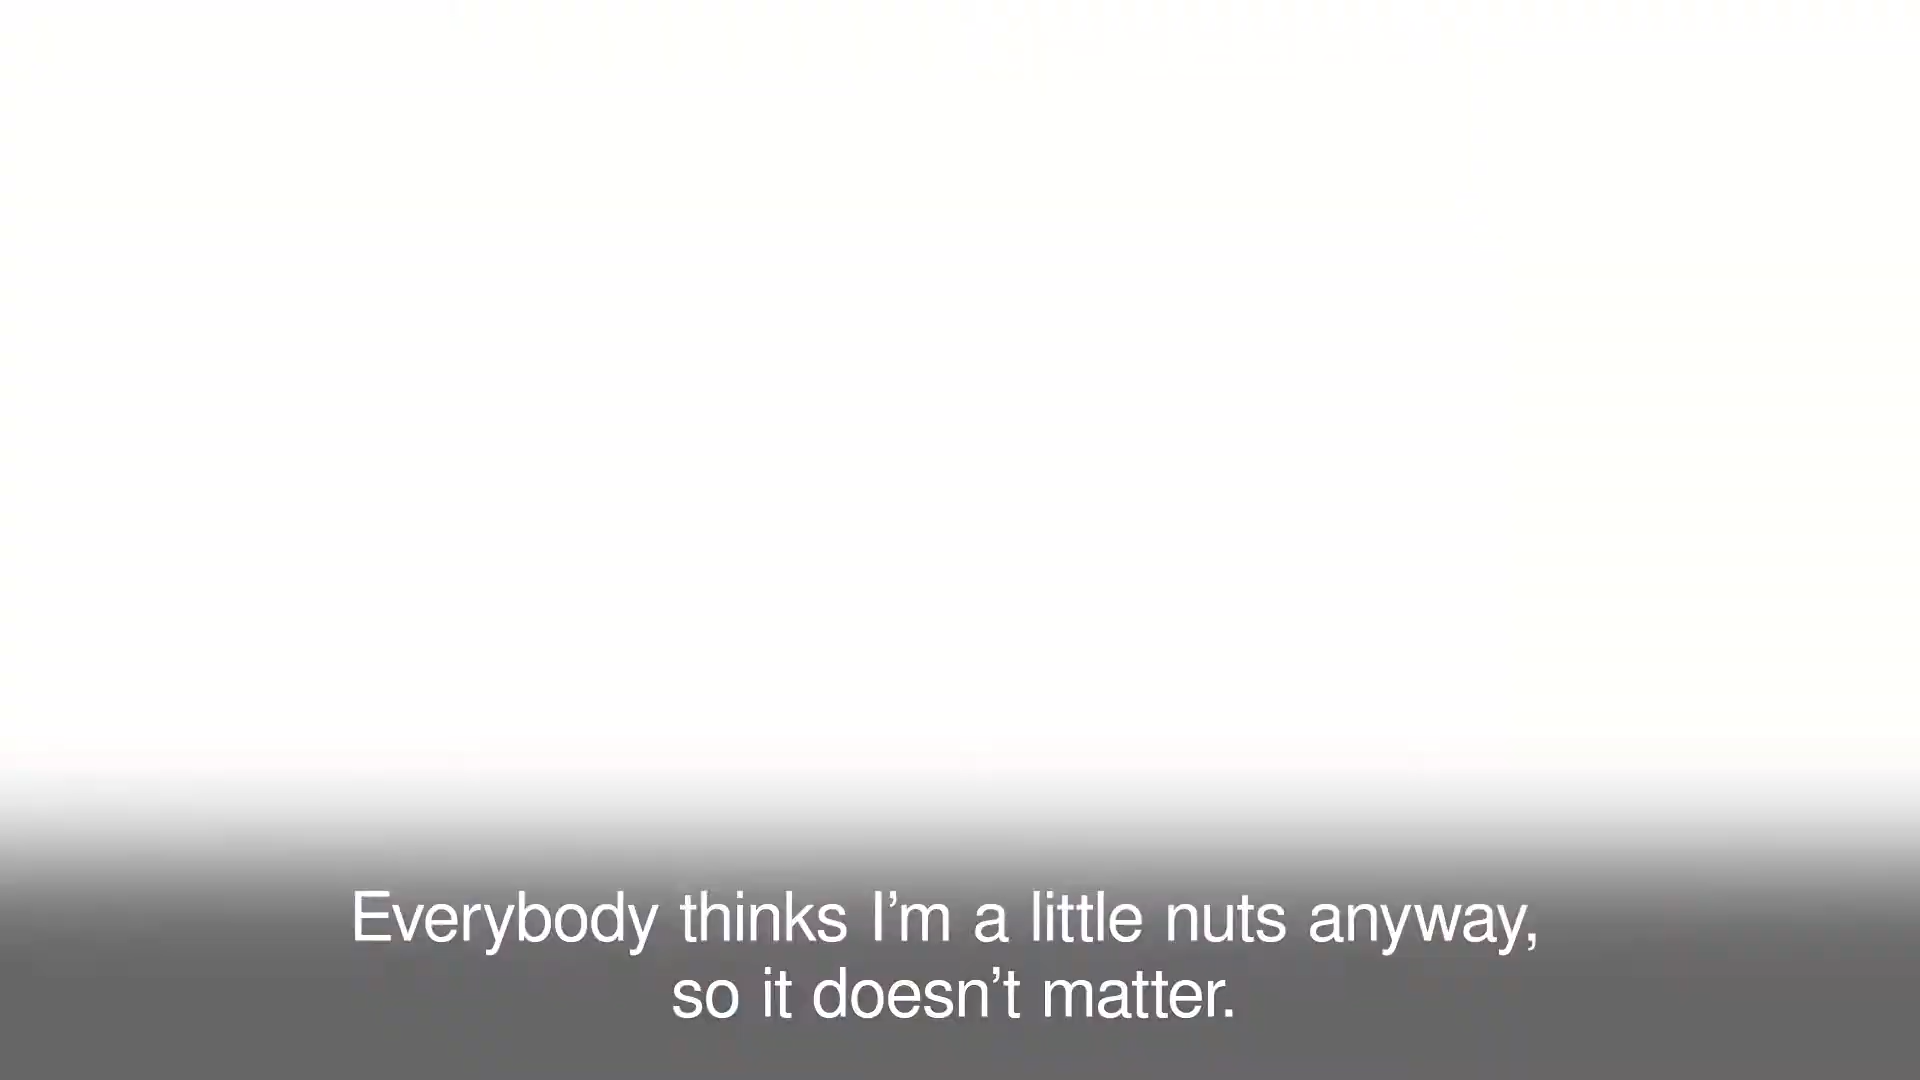 Everybody thinks I’m a little nuts anyway,
so it doesn’t matter.